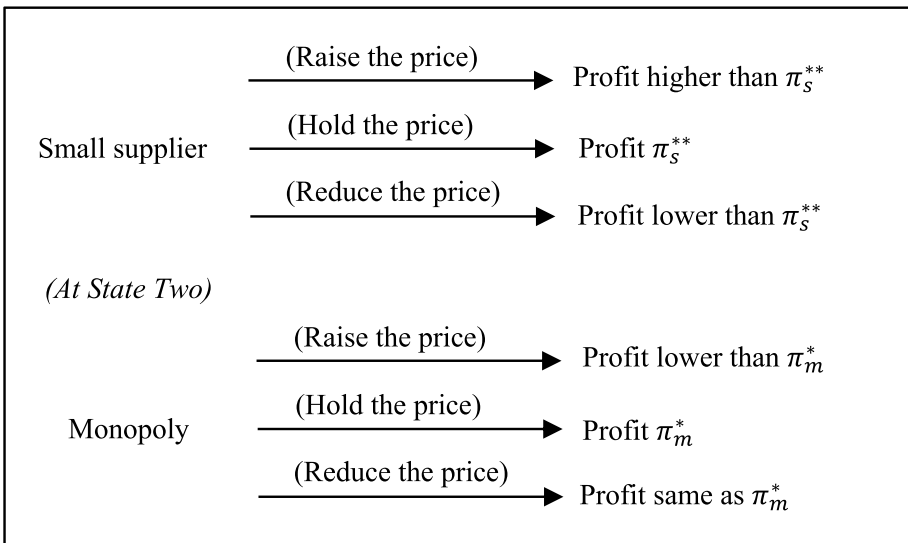 (Raise the price)
Profit higher than π_s^{**}
(Hold the price)
Small supplier
Profit π_s^{**}
(Reduce the price)
Profit lower than π_s^{**}
(At State Two)
(Raise the price)
Profit lower than π_m^*
(Hold the price)
Monopoly
Profit π_m^*
(Reduce the price)
Profit same as π_m^*